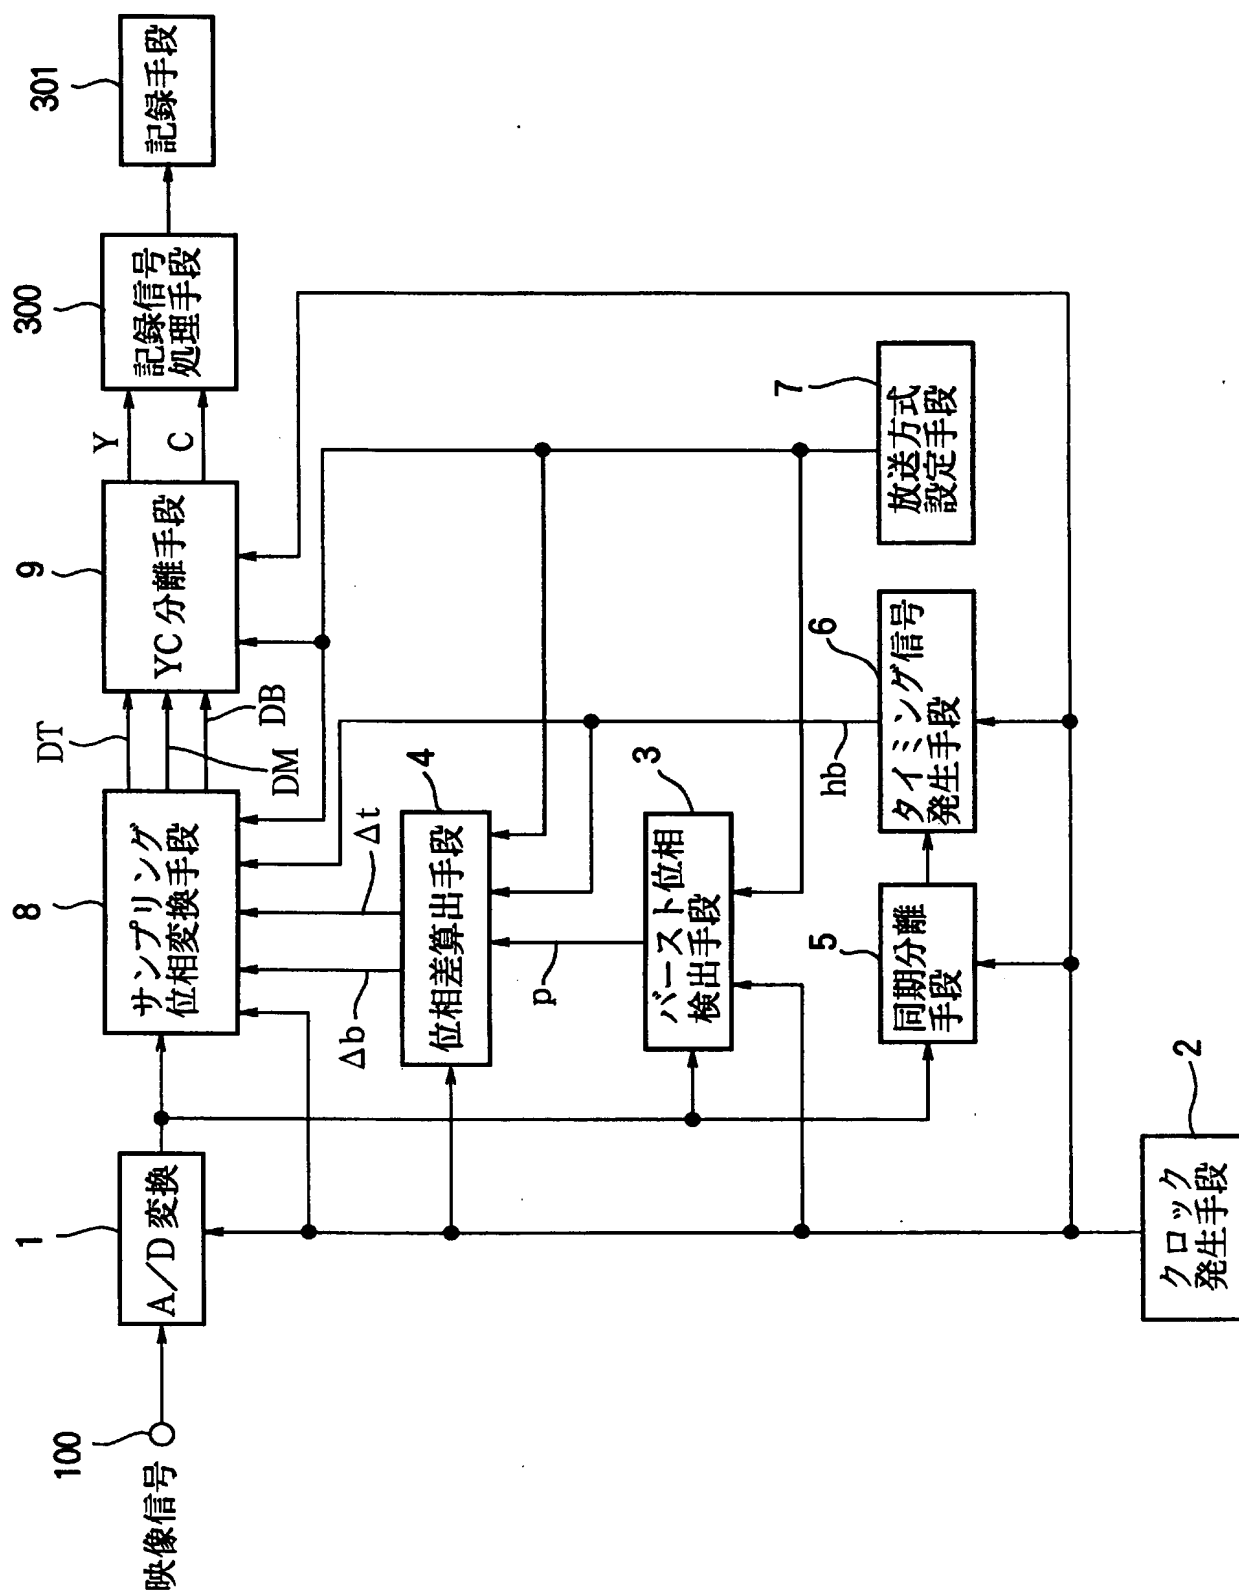 映像信号
100
1
A/D変換
8
サンプリング
位相変換手段
DT
DM
DB
9
YC分離手段
Y
C
300
記録信号
処理手段
301
記録手段
Δb
Δt
4
位相差算出手段
p
3
バースト位相
検出手段
5
同期分離
手段
6
タイミング信号
発生手段
hb
7
放送方式
設定手段
2
クロック
発生手段